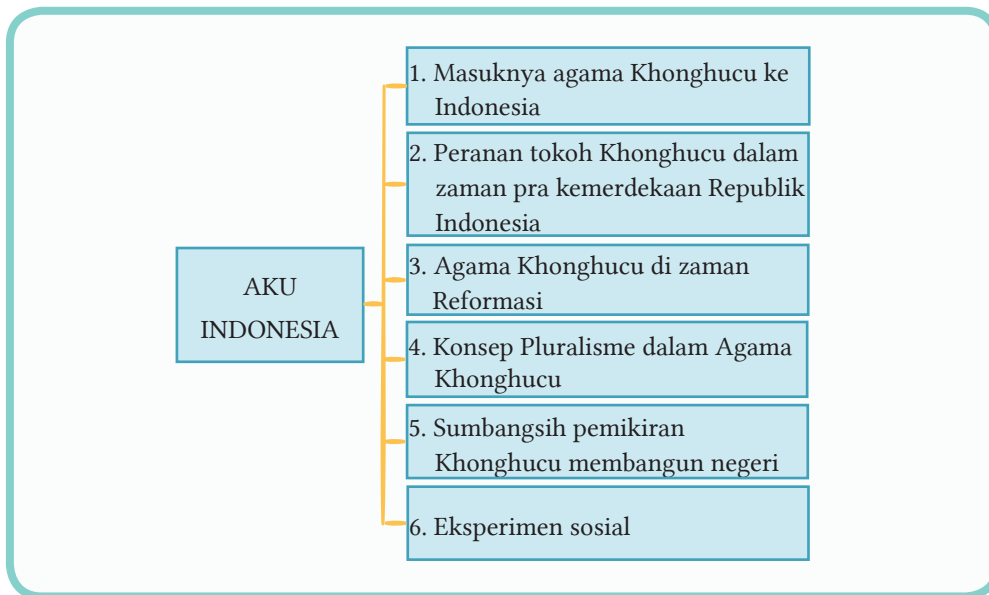 AKU
INDONESIA
1. Masuknya agama Khonghucu ke
Indonesia
2. Peranan tokoh Khonghucu dalam
zaman pra kemerdekaan Republik
Indonesia
3. Agama Khonghucu di zaman
Reformasi
4. Konsep Pluralisme dalam Agama
Khonghucu
5. Sumbangsih pemikiran
Khonghucu membangun negeri
6. Eksperimen sosial